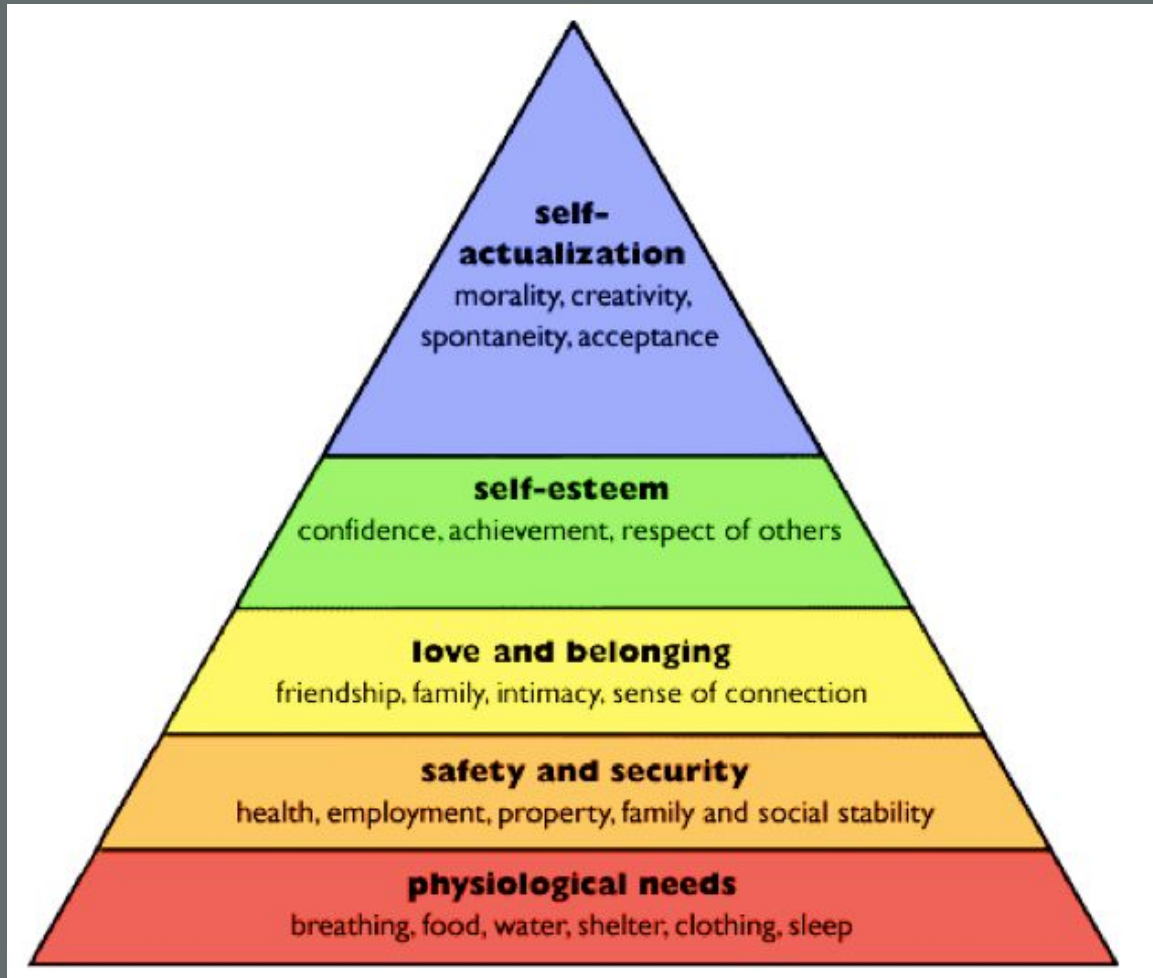 self-
actualization
morality, creativity,
spontaneity, acceptance
self-esteem
confidence, achievement, respect of others
love and belonging
friendship, family, intimacy, sense of connection
safety and security
health, employment, property, family and social stability
physiological needs
breathing, food, water, shelter, clothing, sleep